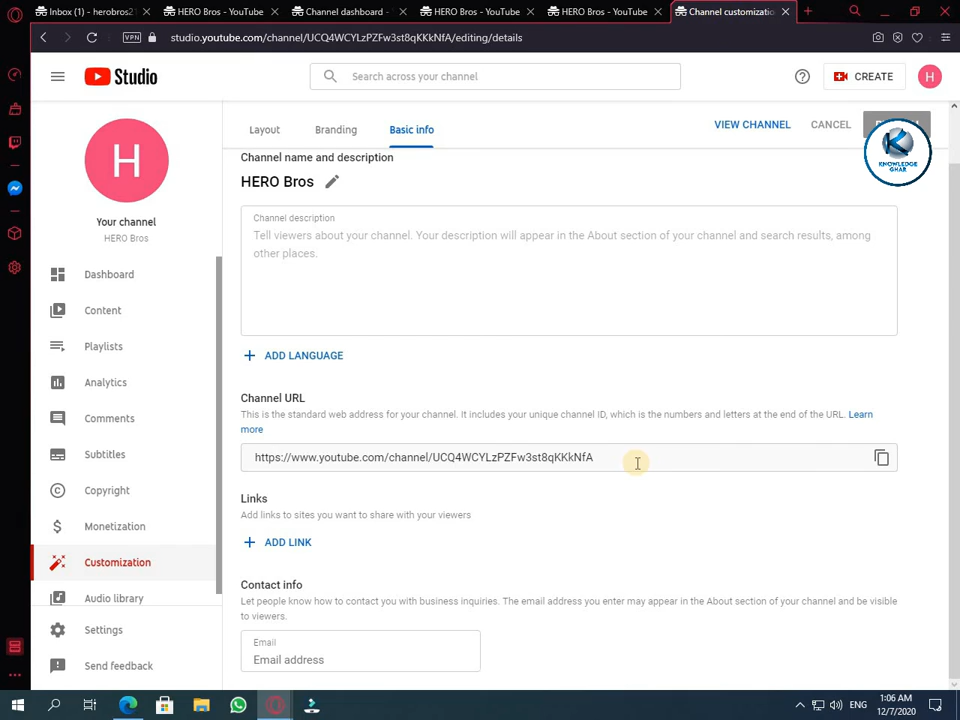 Inbox (1) - herobros2
HERO Bros - YouTube
Channel dashboard -
HERO Bros - YouTube
HERO Bros - YouTube
Channel customizatio
VPN
studio.youtube.com/channel/UCQ4WCYLzPZFw3st8qKKkNfA/editing/details
Studio
Search across your channel
CREATE
H
H
Your channel
HERO Bros
Dashboard
Content
Playlists
Analytics
Comments
Subtitles
Copyright
Monetization
Customization
Audio library
Settings
Send feedback
Layout
Branding
Basic info
VIEW CHANNEL
CANCEL
KNOWLEDGE
GHAR
Channel name and description
HERO Bros
Channel description
Tell viewers about your channel. Your description will appear in the About section of your channel and search results, among
other places.
ADD LANGUAGE
Channel URL
This is the standard web address for your channel. It includes your unique channel ID, which is the numbers and letters at the end of the URL. Learn
more
https://www.youtube.com/channel/UCQ4WCYLzPZFw3st8qKKkNfA
Links
Add links to sites you want to share with your viewers
ADD LINK
Contact info
Let people know how to contact you with business inquiries. The email address you enter may appear in the About section of your channel and be visible
to viewers.
Email
Email address
ENG
1:06 AM
12/7/2020